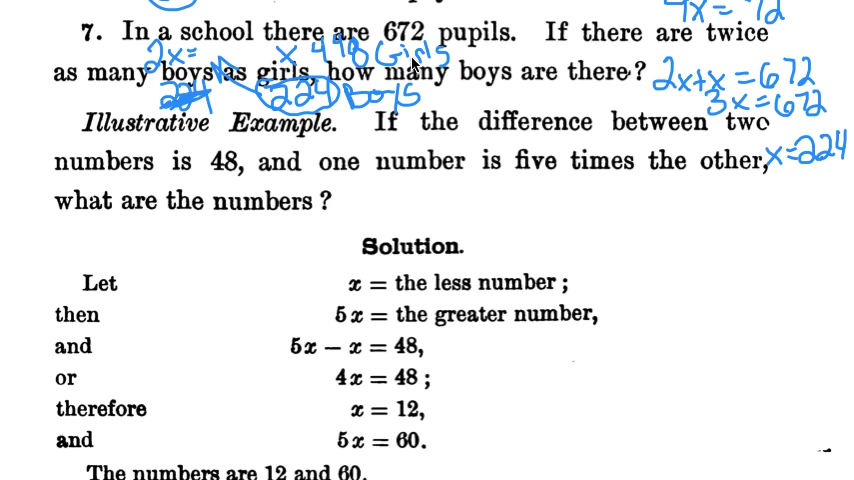 4x = 72
7. In a school there are 672 pupils. If there are twice
2x= x 448 Girls
as many boys as girls, how many boys are there? 2x+x=672
224 224 Boys 3x=672
Illustrative Example. If the difference between two
numbers is 48, and one number is five times the other, x=224
what are the numbers?
Solution.
Let x = the less number;
then 5x = the greater number,
and 5x − x = 48,
or 4x = 48;
therefore x = 12,
and 5x = 60.
The numbers are 12 and 60.